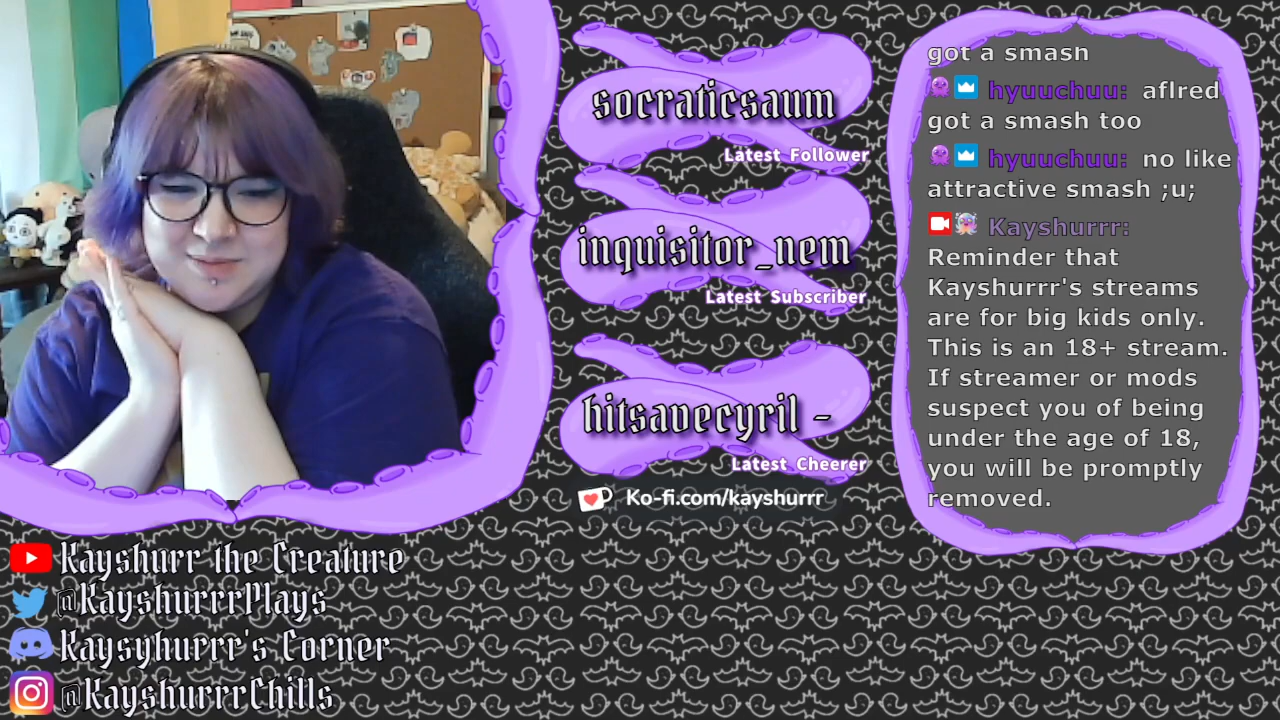 socraticsaum
Latest Follower
inquisitor_nem
Latest Subscriber
hitsavecyril -
Latest Cheerer
Ko-fi.com/kayshurrr
got a smash
hyuuchuu: aflred
got a smash too
hyuuchuu: no like
attractive smash ;u;
Kayshurrr:
Reminder that
Kayshurrr's streams
are for big kids only.
This is an 18+ stream.
If streamer or mods
suspect you of being
under the age of 18,
you will be promptly
removed.
Kayshurr the Creature
@KayshurrrPlays
Kaysyhurrr's Corner
@KayshurrrChills